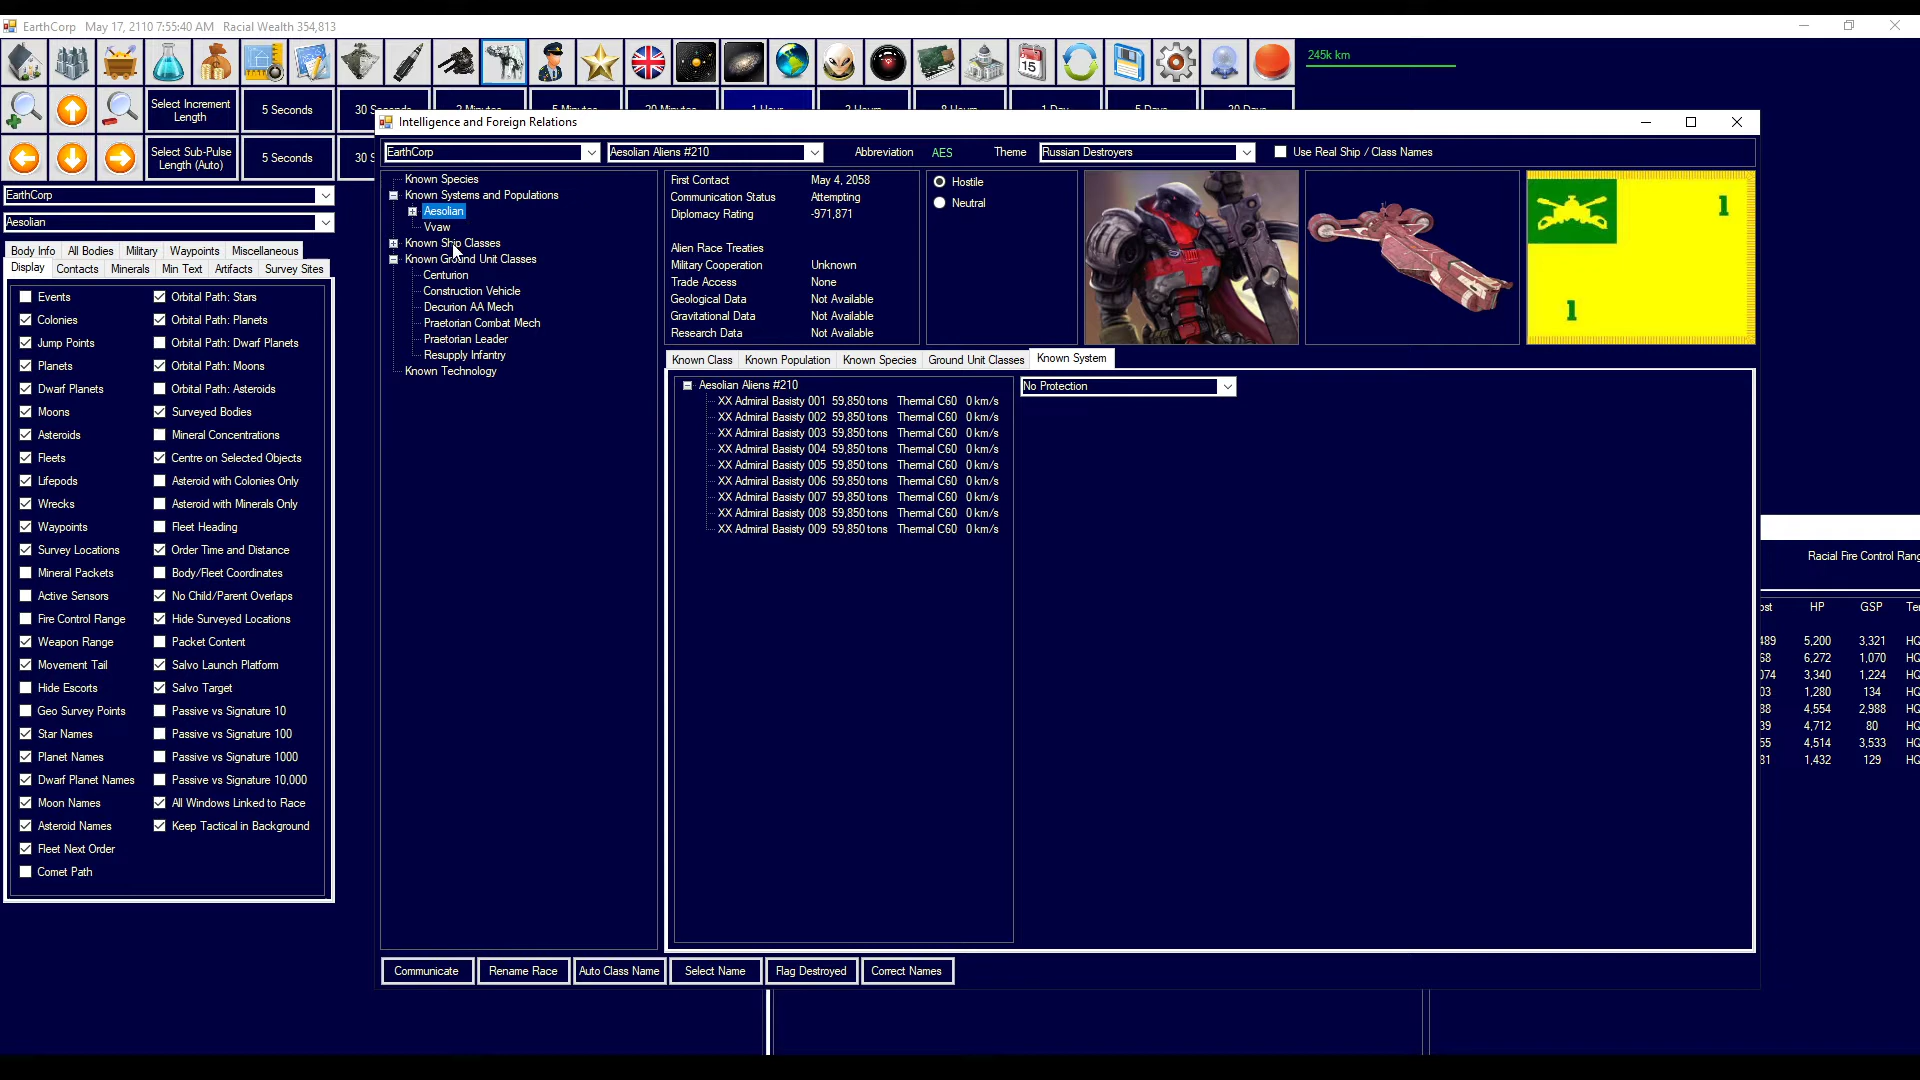 EarthCorp May 17, 2110 7:55:40 AM Racial Wealth 354,813
15
245k km
Select Increment Length
5 Seconds
1 Hour
Select Sub-Pulse Length (Auto)
5 Seconds
EarthCorp
Aesolian
Body Info All Bodies Military Waypoints Miscellaneous
Display Contacts Minerals Min Text Artifacts Survey Sites
Events
Colonies
Jump Points
Planets
Dwarf Planets
Moons
Asteroids
Fleets
Lifepods
Wrecks
Waypoints
Survey Locations
Mineral Packets
Active Sensors
Fire Control Range
Weapon Range
Movement Tail
Hide Escorts
Geo Survey Points
Star Names
Planet Names
Dwarf Planet Names
Moon Names
Asteroid Names
Fleet Next Order
Comet Path
Orbital Path: Stars
Orbital Path: Planets
Orbital Path: Dwarf Planets
Orbital Path: Moons
Orbital Path: Asteroids
Surveyed Bodies
Mineral Concentrations
Centre on Selected Objects
Asteroid with Colonies Only
Asteroid with Minerals Only
Fleet Heading
Order Time and Distance
Body/Fleet Coordinates
No Child/Parent Overlaps
Hide Surveyed Locations
Packet Content
Salvo Launch Platform
Salvo Target
Passive vs Signature 10
Passive vs Signature 100
Passive vs Signature 1000
Passive vs Signature 10,000
All Windows Linked to Race
Keep Tactical in Background
Intelligence and Foreign Relations
EarthCorp
Aesolian Aliens #210
Abbreviation AES
Theme Russian Destroyers
Use Real Ship / Class Names
Known Species
Known Systems and Populations
Aesolian
Vvaw
Known Ship Classes
Known Ground Unit Classes
Centurion
Construction Vehicle
Decurion AA Mech
Praetorian Combat Mech
Praetorian Leader
Resupply Infantry
Known Technology
First Contact May 4, 2058
Communication Status Attempting
Diplomacy Rating -971,871
Alien Race Treaties
Military Cooperation Unknown
Trade Access None
Geological Data Not Available
Gravitational Data Not Available
Research Data Not Available
Hostile
Neutral
1
1
Known Class Known Population Known Species Ground Unit Classes Known System
Aesolian Aliens #210
XX Admiral Basisty 001 59,850 tons Thermal C60 0 km/s
XX Admiral Basisty 002 59,850 tons Thermal C60 0 km/s
XX Admiral Basisty 003 59,850 tons Thermal C60 0 km/s
XX Admiral Basisty 004 59,850 tons Thermal C60 0 km/s
XX Admiral Basisty 005 59,850 tons Thermal C60 0 km/s
XX Admiral Basisty 006 59,850 tons Thermal C60 0 km/s
XX Admiral Basisty 007 59,850 tons Thermal C60 0 km/s
XX Admiral Basisty 008 59,850 tons Thermal C60 0 km/s
XX Admiral Basisty 009 59,850 tons Thermal C60 0 km/s
No Protection
Communicate Rename Race Auto Class Name Select Name Flag Destroyed Correct Names
Racial Fire Control
HP GSP
5,200 3,321
6,272 1,070
3,340 1,224
1,280 134
4,554 2,988
4,712 80
4,514 3,533
1,432 129